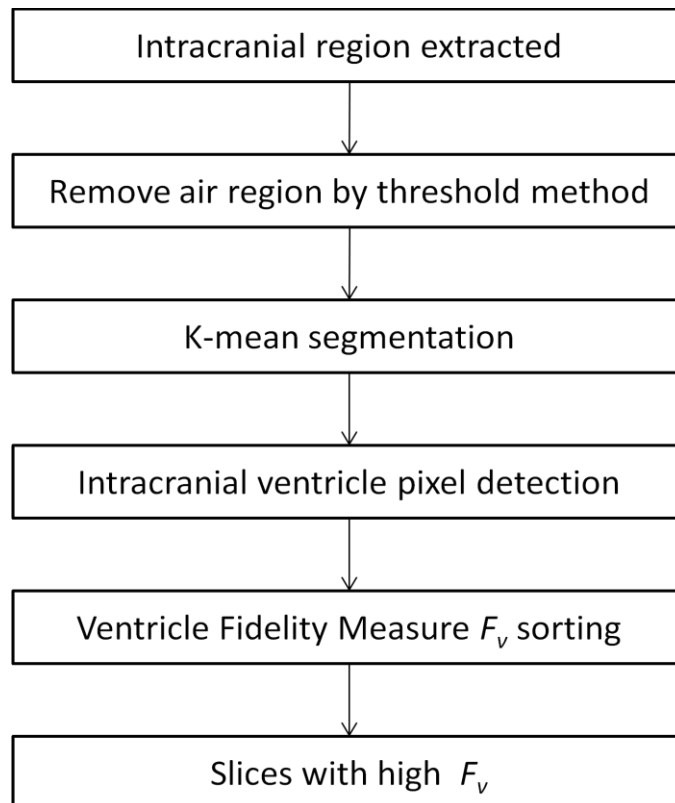 Intracranial region extracted
Remove air region by threshold method
K-mean segmentation
Intracranial ventricle pixel detection
Ventricle Fidelity Measure Fv sorting
Slices with high Fv